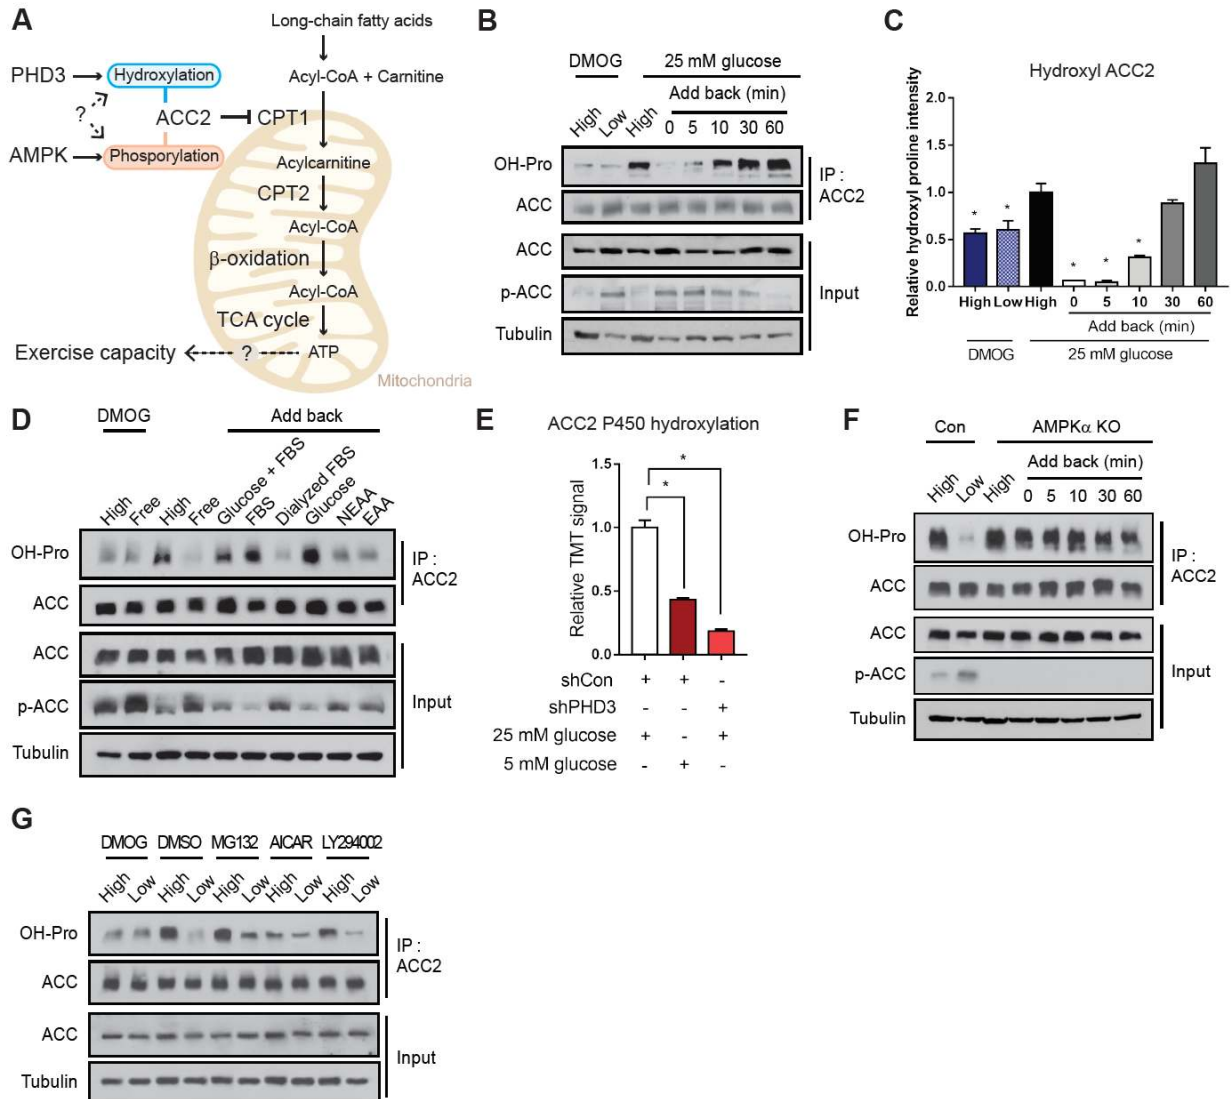 A
Long-chain fatty acids
PHD3
Hydroxylation
Acyl-CoA + Carnitine
?
ACC2
CPT1
AMPK
Phosporylation
Acylcarnitine
CPT2
Acyl-CoA
β-oxidation
Acyl-CoA
TCA cycle
Exercise capacity
?
ATP
Mitochondria
B
DMOG
25 mM glucose
Add back (min)
High
Low
High
0 5 10 30 60
OH-Pro
ACC
IP :
ACC2
ACC
p-ACC
Tubulin
Input
C
Hydroxyl ACC2
Relative hydroxyl proline intensity
2.0
1.5
1.0
0.5
0.0
* * * * *
High Low High 0 5 10 30 60
Add back (min)
DMOG
25 mM glucose
D
DMOG
Add back
High
Free
High
Free
Glucose + FBS
FBS
Dialyzed FBS
Glucose
NEAA
EAA
OH-Pro
ACC
IP :
ACC2
ACC
p-ACC
Tubulin
Input
E
ACC2 P450 hydroxylation
Relative TMT signal
1.5
1.0
0.5
0.0
*
*
shCon + + -
shPHD3 - - +
25 mM glucose + - +
5 mM glucose - + -
F
Con
AMPKα KO
Add back (min)
High
Low
High
0 5 10 30 60
OH-Pro
ACC
IP :
ACC2
ACC
p-ACC
Tubulin
Input
G
DMOG DMSO MG132 AICAR LY294002
High
Low
High
Low
High
Low
High
Low
High
Low
OH-Pro
ACC
IP :
ACC2
ACC
Tubulin
Input